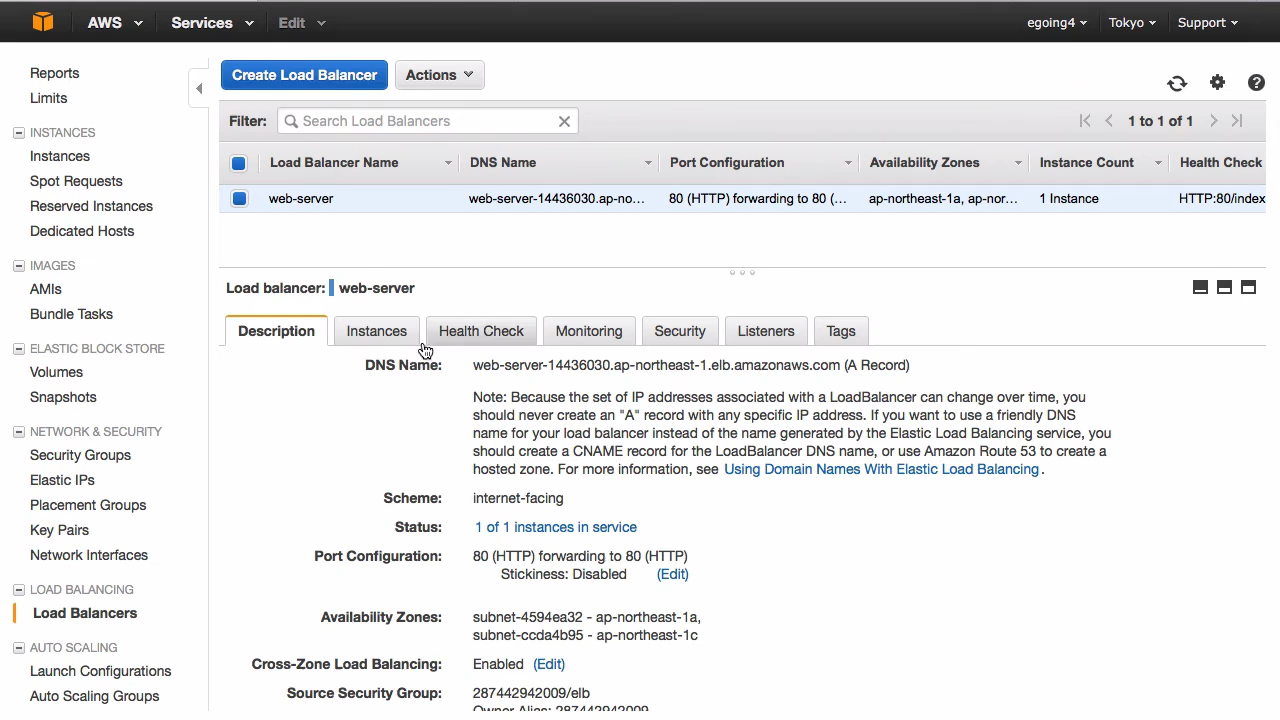 AWS Services Edit egoing4 Tokyo Support
Reports
Limits
INSTANCES
Instances
Spot Requests
Reserved Instances
Dedicated Hosts
IMAGES
AMIs
Bundle Tasks
ELASTIC BLOCK STORE
Volumes
Snapshots
NETWORK & SECURITY
Security Groups
Elastic IPs
Placement Groups
Key Pairs
Network Interfaces
LOAD BALANCING
Load Balancers
AUTO SCALING
Launch Configurations
Auto Scaling Groups
Create Load Balancer Actions
Filter: Search Load Balancers 1 to 1 of 1
Load Balancer Name DNS Name Port Configuration Availability Zones Instance Count Health Check
web-server web-server-14436030.ap-no... 80 (HTTP) forwarding to 80 (... ap-northeast-1a, ap-nor... 1 Instance HTTP:80/index
Load balancer: web-server
Description Instances Health Check Monitoring Security Listeners Tags
DNS Name: web-server-14436030.ap-northeast-1.elb.amazonaws.com (A Record)
Note: Because the set of IP addresses associated with a LoadBalancer can change over time, you
should never create an "A" record with any specific IP address. If you want to use a friendly DNS
name for your load balancer instead of the name generated by the Elastic Load Balancing service, you
should create a CNAME record for the LoadBalancer DNS name, or use Amazon Route 53 to create a
hosted zone. For more information, see Using Domain Names With Elastic Load Balancing.
Scheme: internet-facing
Status: 1 of 1 instances in service
Port Configuration: 80 (HTTP) forwarding to 80 (HTTP)
Stickiness: Disabled (Edit)
Availability Zones: subnet-4594ea32 - ap-northeast-1a,
subnet-ccda4b95 - ap-northeast-1c
Cross-Zone Load Balancing: Enabled (Edit)
Source Security Group: 287442942009/elb
Owner Alias: 287442942009